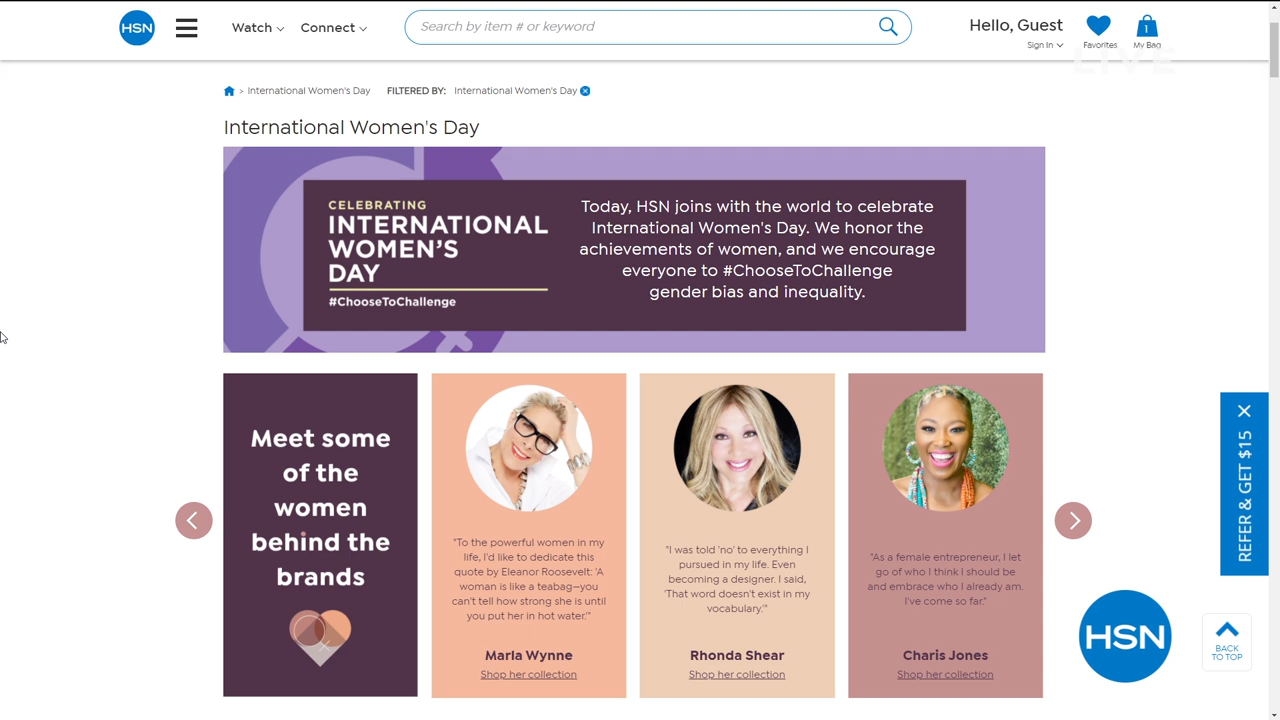 HSN
Watch
Connect
Search by item # or keyword
Hello, Guest
Sign In
Favorites
1
My Bag
LIVE
> International Women's Day
FILTERED BY:
International Women's Day
International Women's Day
CELEBRATING
INTERNATIONAL
WOMEN'S
DAY
#ChooseToChallenge
Today, HSN joins with the world to celebrate
International Women's Day. We honor the
achievements of women, and we encourage
everyone to #ChooseToChallenge
gender bias and inequality.
Meet some
of the
women
behind the
brands
"To the powerful women in my
life, I'd like to dedicate this
quote by Eleanor Roosevelt: 'A
woman is like a teabag—you
can't tell how strong she is until
you put her in hot water.'"
Marla Wynne
Shop her collection
"I was told 'no' to everything I
pursued in my life. Even
becoming a designer. I said,
'That word doesn't exist in my
vocabulary.'"
Rhonda Shear
Shop her collection
"As a female entrepreneur, I let
go of who I think I should be
and embrace who I already am.
I've come so far."
Charis Jones
Shop her collection
REFER & GET $15
HSN
BACK
TO TOP